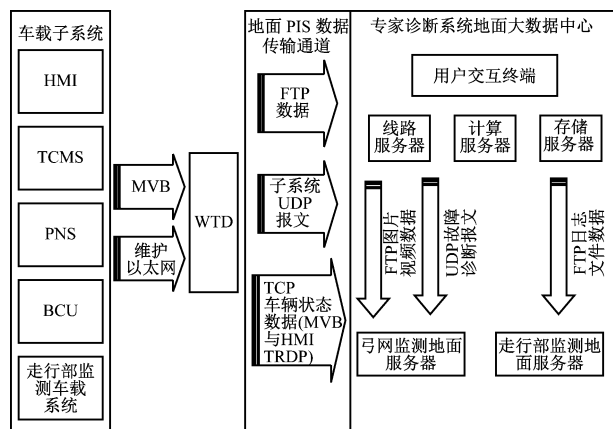 车载子系统
HMI
TCMS
PNS
BCU
走行部监
测车载
系统
MVB
维护
以太网
WTD
地面 PIS 数据
传输通道
FTP
数据
子系统
UDP
报文
TCP
车辆状态
数据(MVB
与HMI
TRDP)
专家诊断系统地面大数据中心
用户交互终端
线路
服务器
计算
服务器
存储
服务器
FTP图片
视频数据
UDP故障
诊断报文
FTP日志
文件数据
弓网监测地面
服务器
走行部监测地
面服务器